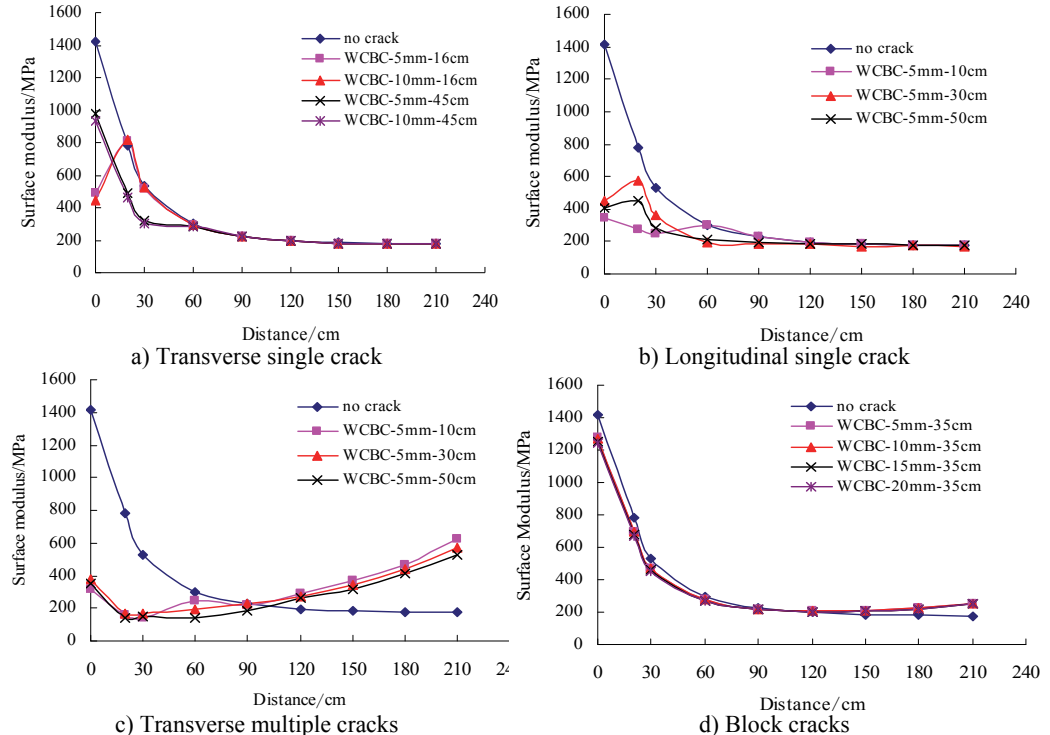 1600
1400
1200
1000
800
600
400
200
0
Surface modulus/MPa
no crack
WCBC-5mm-16cm
WCBC-10mm-16cm
WCBC-5mm-45cm
WCBC-10mm-45cm
0 30 60 90 120 150 180 210 240
Distance/cm
a) Transverse single crack
1600
1400
1200
1000
800
600
400
200
0
Surface modulus/MPa
no crack
WCBC-5mm-10cm
WCBC-5mm-30cm
WCBC-5mm-50cm
0 30 60 90 120 150 180 210 240
Distance/cm
b) Longitudinal single crack
1600
1400
1200
1000
800
600
400
200
0
Surface modulus/MPa
no crack
WCBC-5mm-10cm
WCBC-5mm-30cm
WCBC-5mm-50cm
0 30 60 90 120 150 180 210 24
Distance/cm
c) Transverse multiple cracks
1600
1400
1200
1000
800
600
400
200
0
Surface Modulus/MPa
no crack
WCBC-5mm-35cm
WCBC-10mm-35cm
WCBC-15mm-35cm
WCBC-20mm-35cm
0 30 60 90 120 150 180 210 240
Distance/cm
d) Block cracks